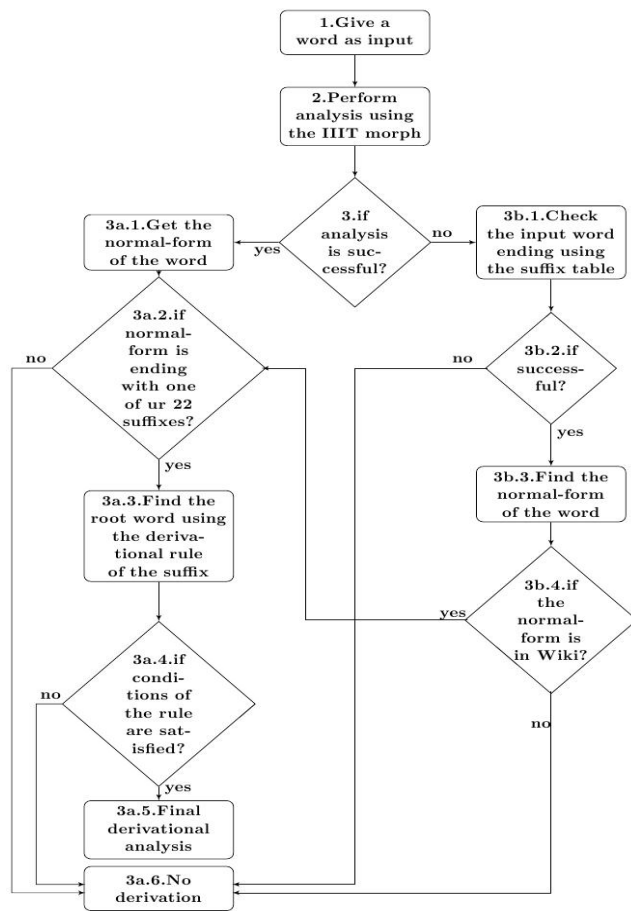 1.Give a
word as input
2.Perform
analysis using
the IIIT morph
3.if
analysis
is suc-
cessful?
yes
no
3a.1.Get the
normal-form
of the word
3b.1.Check
the input word
ending using
the suffix table
3a.2.if
normal-
form is
ending
with one
of ur 22
suffixes?
no
yes
3b.2.if
success-
ful?
no
yes
3a.3.Find the
root word using
the deriva-
tional rule
of the suffix
3b.3.Find the
normal-form
of the word
3b.4.if
the
normal-
form is
in Wiki?
yes
no
3a.4.if
condi-
tions of
the rule
are sat-
isfied?
no
yes
3a.5.Final
derivational
analysis
3a.6.No
derivation